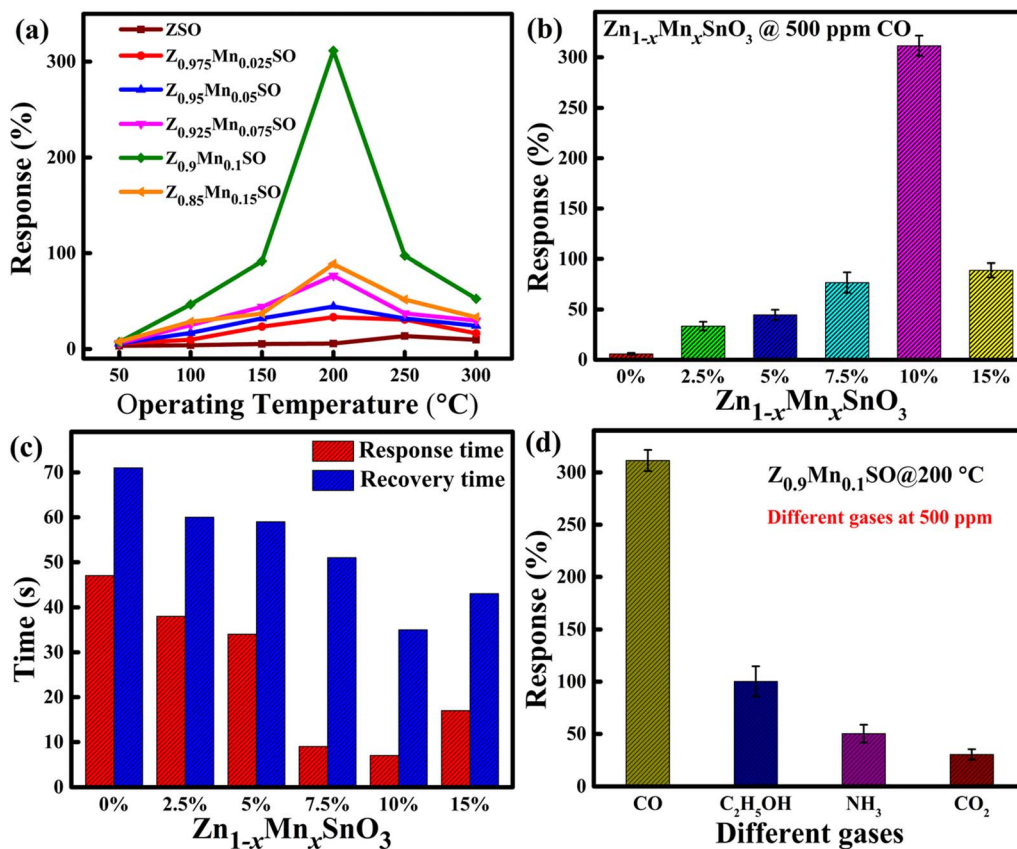 (a)
ZSO
Z0.975Mn0.025SO
Z0.95Mn0.05SO
Z0.925Mn0.075SO
Z0.9Mn0.1SO
Z0.85Mn0.15SO
Response (%)
300
200
100
0
50 100 150 200 250 300
Operating Temperature (°C)
(b)
Zn1-xMnxSnO3 @ 500 ppm CO
Response (%)
300
250
200
150
100
50
0
0% 2.5% 5% 7.5% 10% 15%
Zn1-xMnxSnO3
(c)
Response time
Recovery time
Time (s)
70
60
50
40
30
20
10
0
0% 2.5% 5% 7.5% 10% 15%
Zn1-xMnxSnO3
(d)
Z0.9Mn0.1SO@200 °C
Different gases at 500 ppm
Response (%)
300
250
200
150
100
50
0
CO C2H5OH NH3 CO2
Different gases